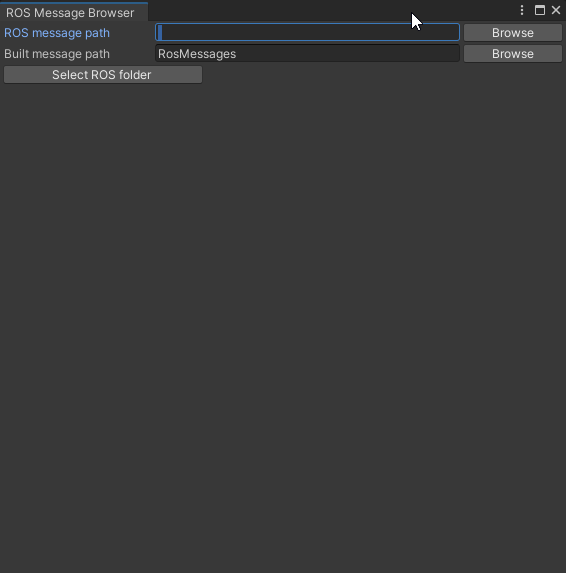 ROS Message Browser
ROS message path Browse
Built message path RosMessages Browse
Select ROS folder